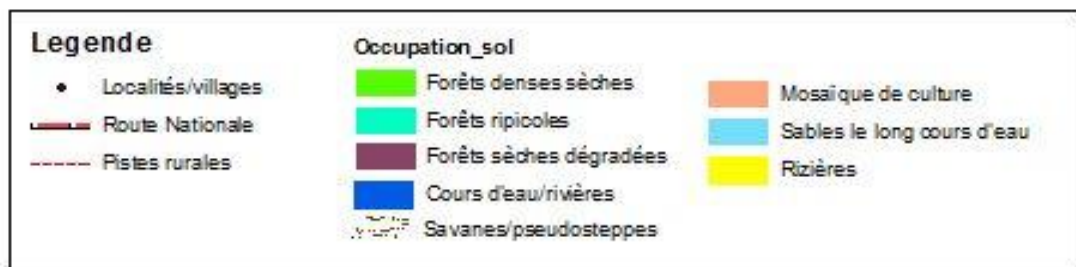 Legende
Localités/villages
Route Nationale
Pistes rurales
Occupation_sol
Forêts denses sèches
Forêts ripicoles
Forêts sèches dégradées
Cours d'eau/rivières
Savanes/pseudosteppes
Mosaïque de culture
Sables le long cours d'eau
Rizières